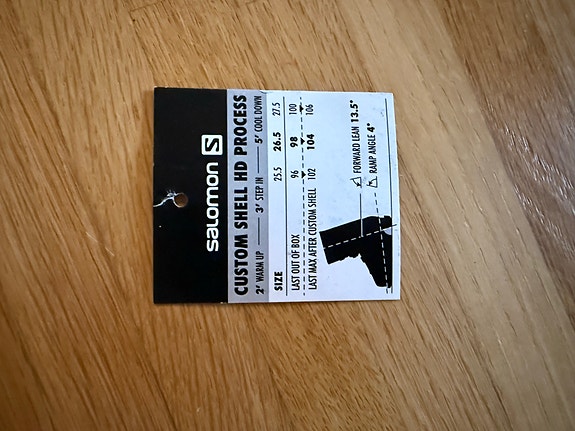 salomon S
CUSTOM SHELL HD PROCESS
2' WARM UP 3' STEP IN 5' COOL DOWN
SIZE 25.5 26.5 27.5
LAST OUT OF BOX 96 98 100
LAST MAX AFTER CUSTOM SHELL 102 104 106
FORWARD LEAN 13.5°
RAMP ANGLE 4°